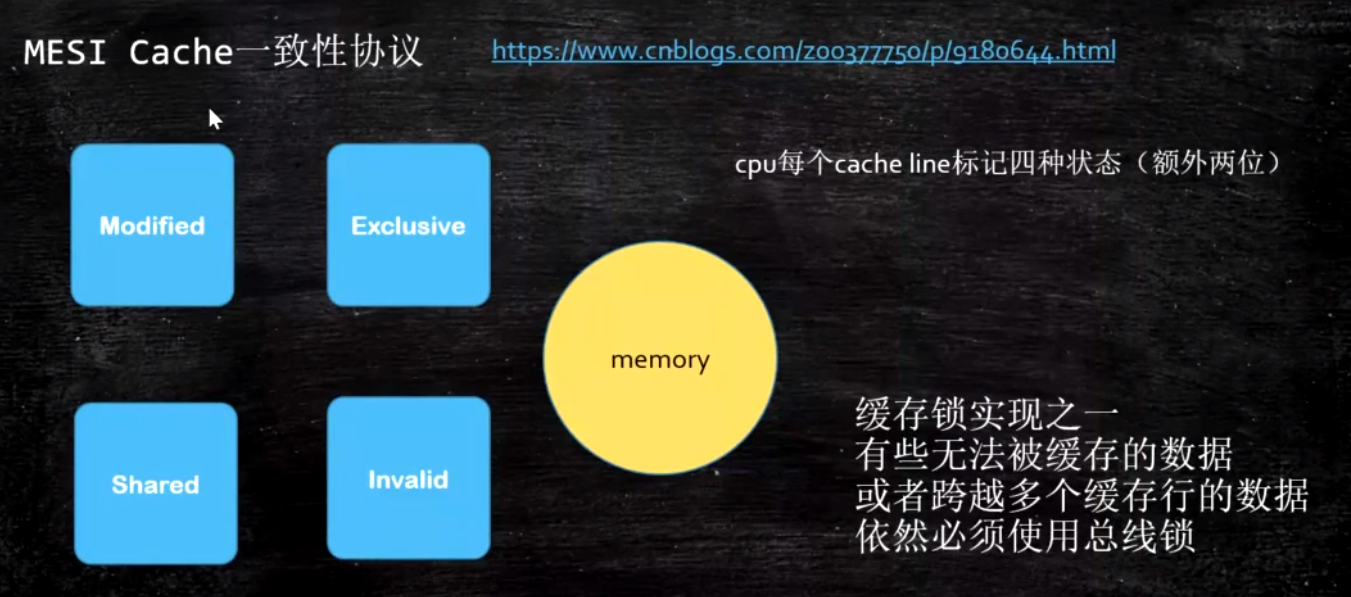 MESI Cache一致性协议
https://www.cnblogs.com/z00377750/p/9180644.html
cpu每个cache line标记四种状态（额外两位）
Modified
Exclusive
memory
Shared
Invalid
缓存锁实现之一
有些无法被缓存的数据
或者跨越多个缓存行的数据
依然必须使用总线锁